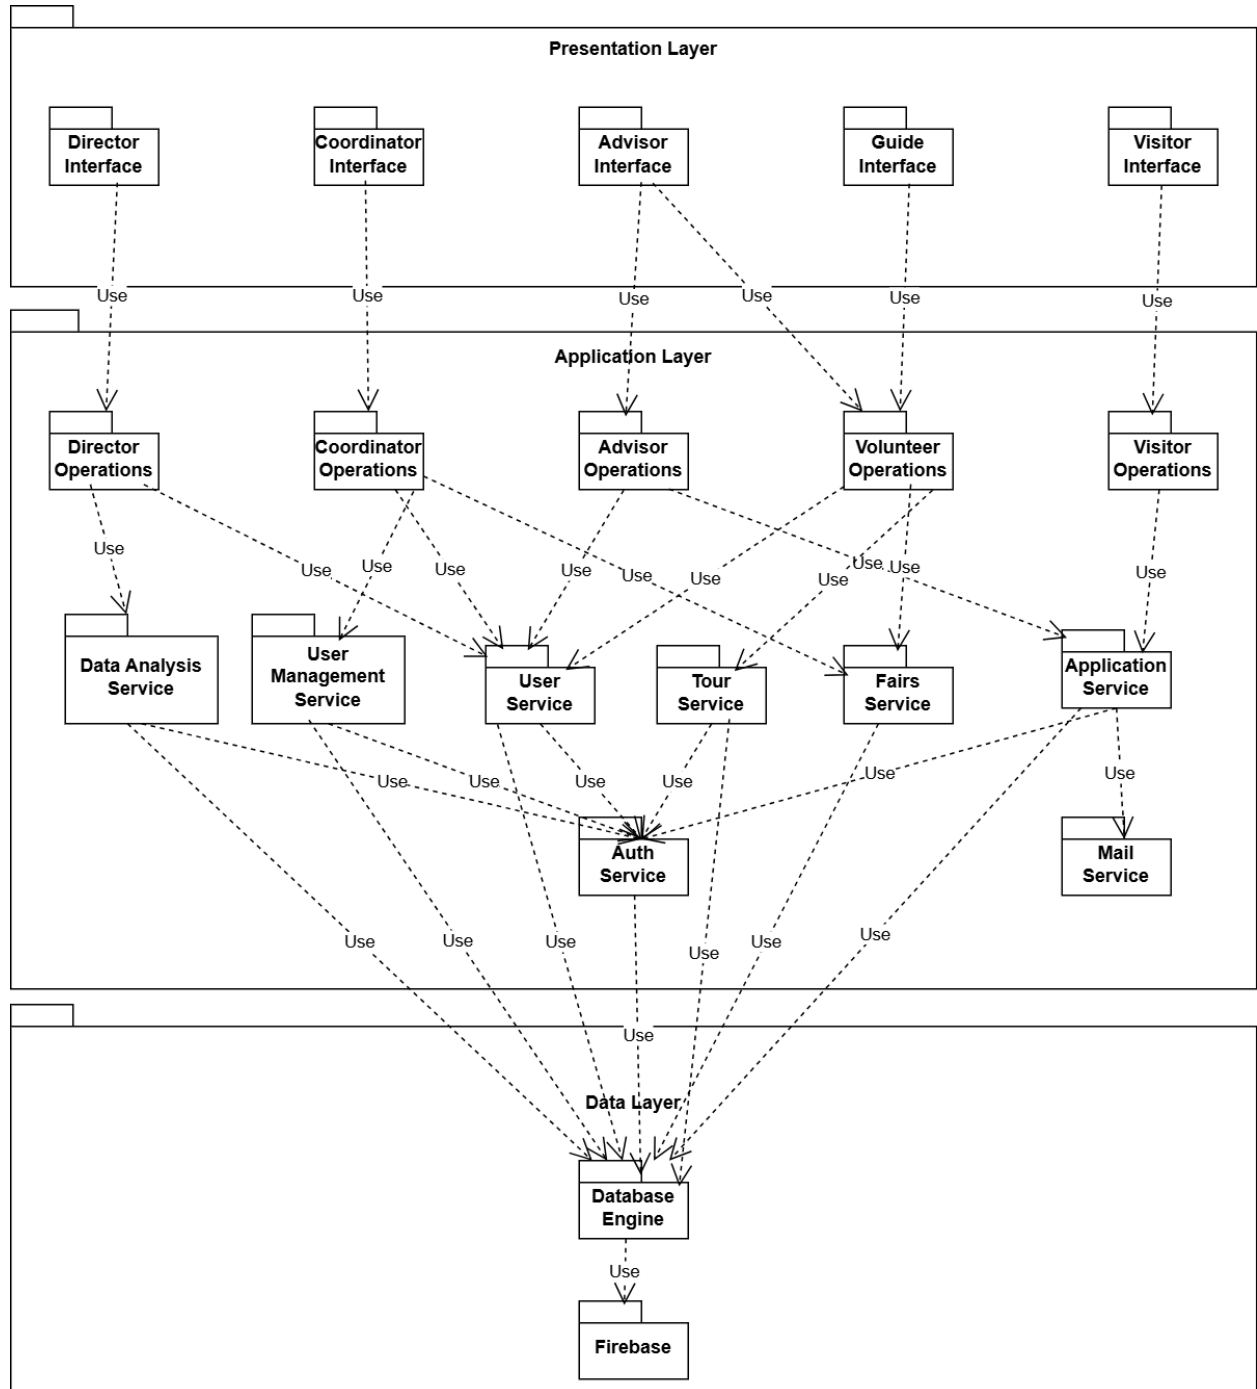 Presentation Layer
Director
Interface
Coordinator
Interface
Advisor
Interface
Guide
Interface
Visitor
Interface
Use
Use
Use
Use
Use
Use
Application Layer
Director
Operations
Coordinator
Operations
Advisor
Operations
Volunteer
Operations
Visitor
Operations
Use
Use
Use
Use
Use
Use
Use
Use
Use
Use
Use
Data Analysis
Service
User
Management
Service
User
Service
Tour
Service
Fairs
Service
Application
Service
Use
Use
Use
Use
Use
Use
Auth
Service
Mail
Service
Use
Use
Use
Use
Use
Use
Use
Data Layer
Database
Engine
Use
Firebase